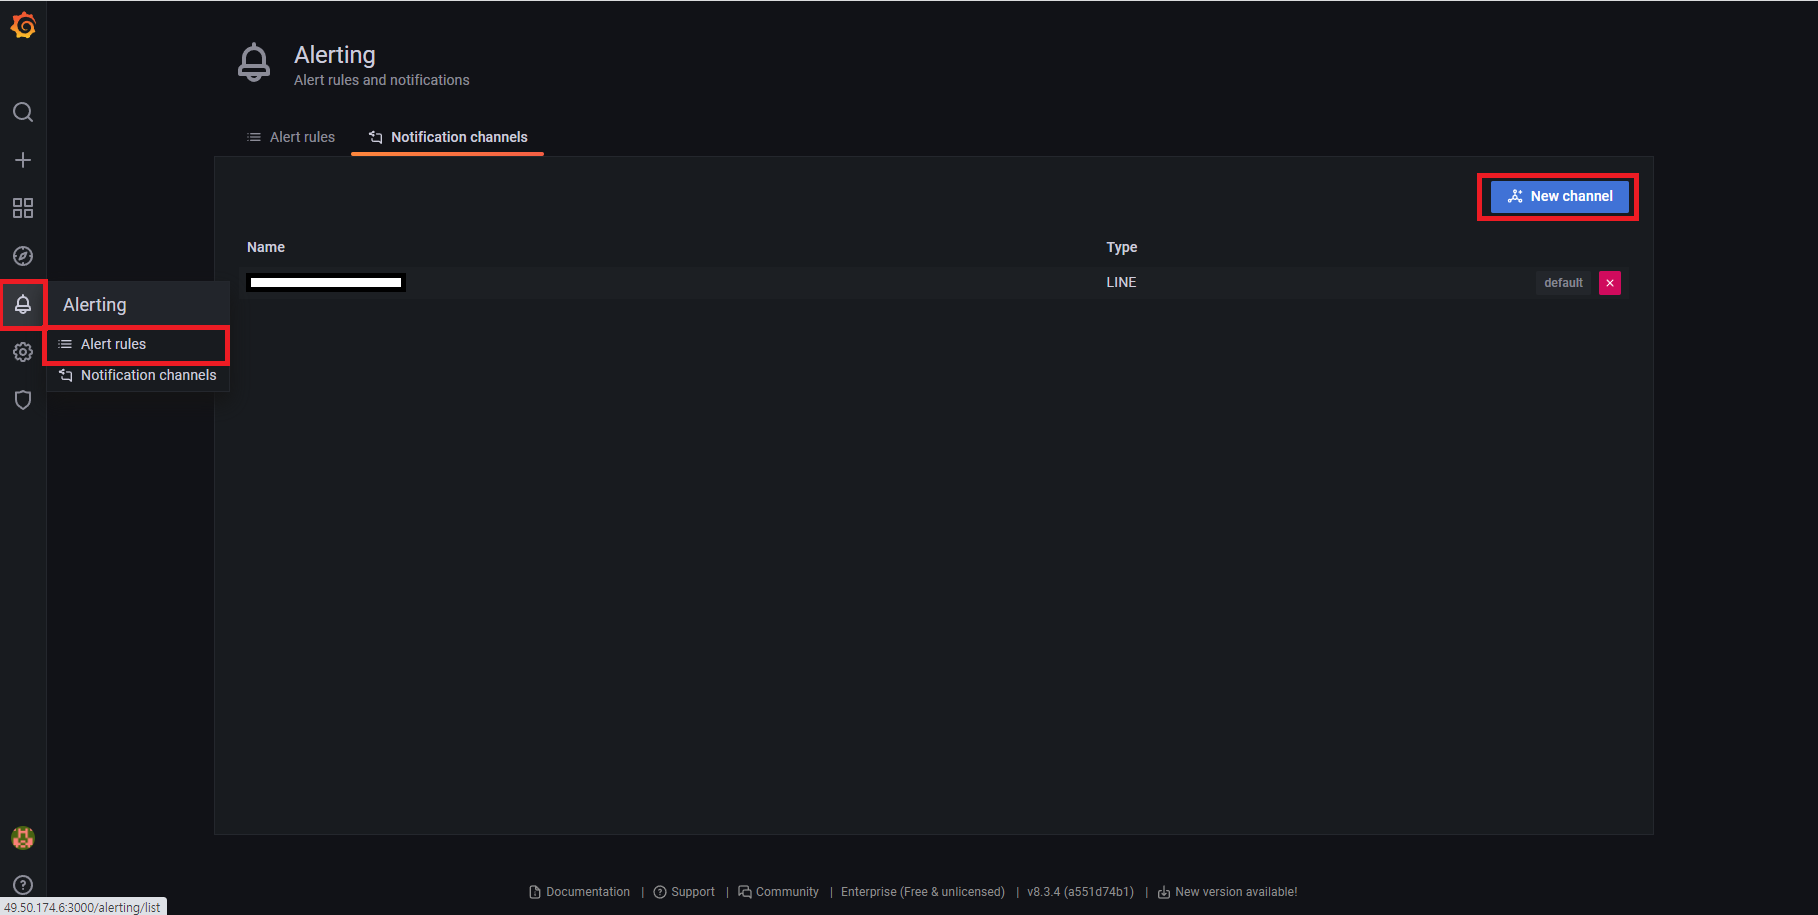 Alerting
Alert rules and notifications
Alert rules
Notification channels
New channel
Name
Type
LINE
default
Alerting
Alert rules
Notification channels
Documentation | Support | Community | Enterprise (Free & unlicensed) | v8.3.4 (a551d74b1) | New version available!
49.50.174.6:3000/alerting/list